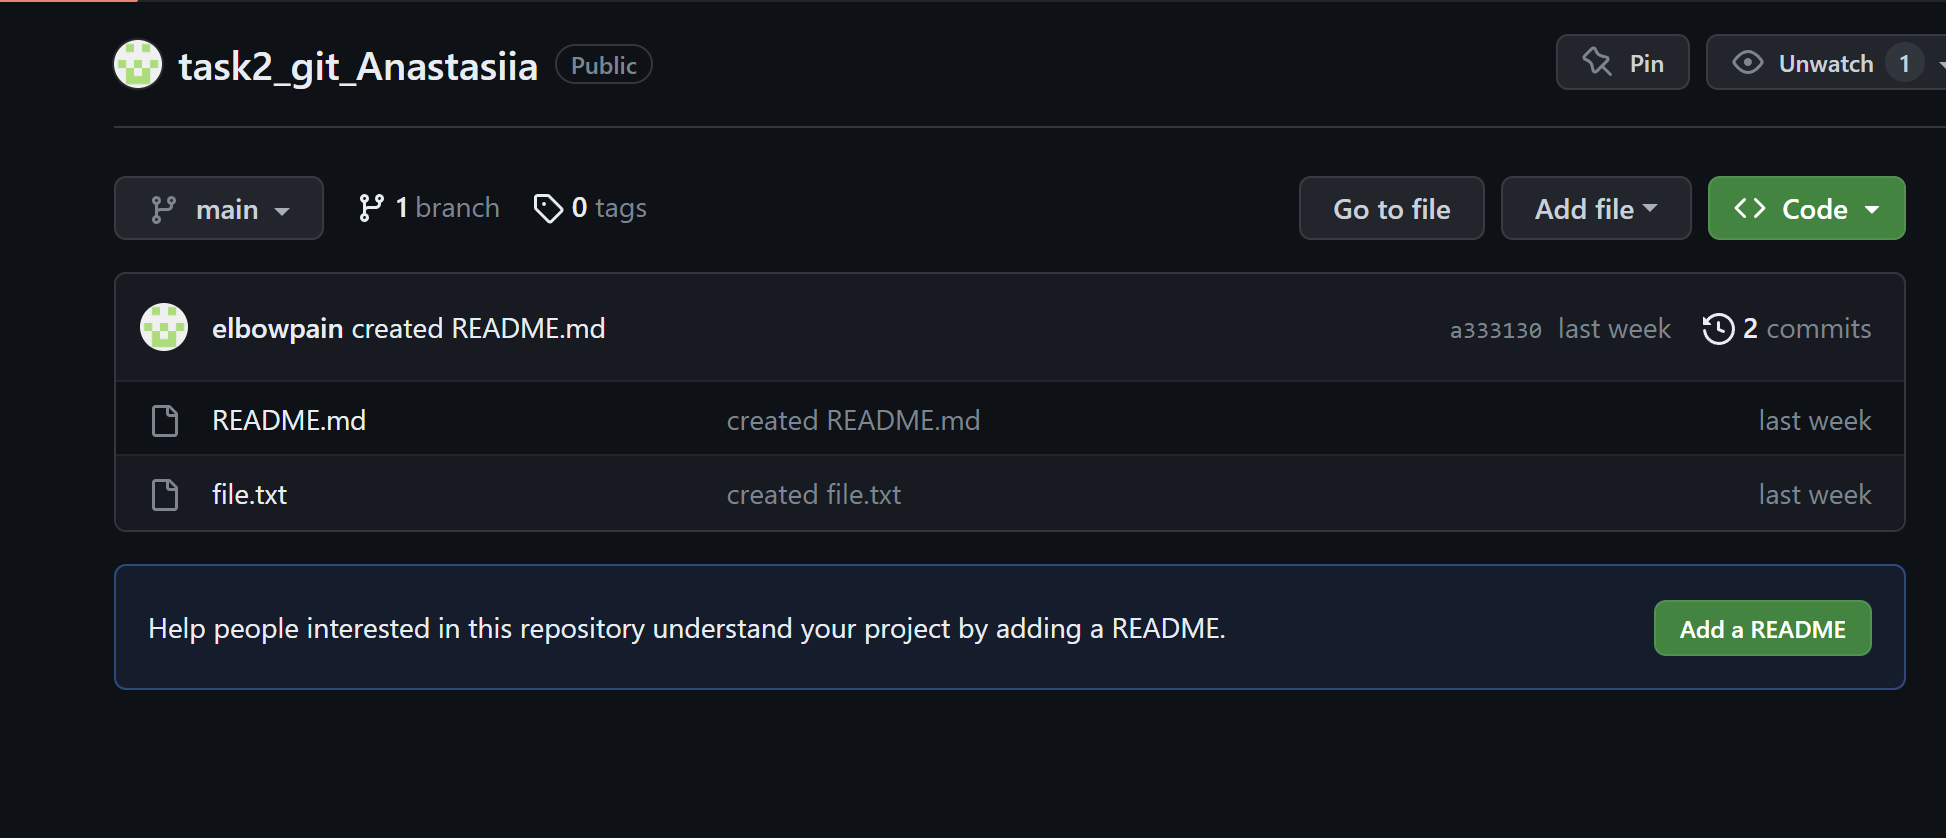 task2_git_Anastasiia Public Pin Unwatch 1
main 1 branch 0 tags Go to file Add file Code
elbowpain created README.md a333130 last week 2 commits
README.md created README.md last week
file.txt created file.txt last week
Help people interested in this repository understand your project by adding a README. Add a README